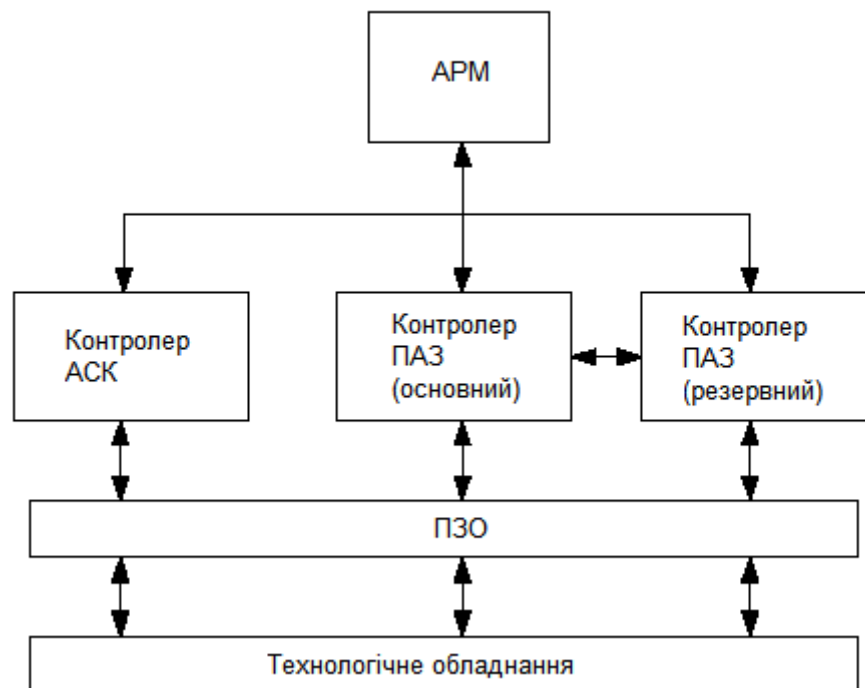 АРМ
Контролер
АСК
Контролер
ПАЗ
(основний)
Контролер
ПАЗ
(резервний)
ПЗО
Технологічне обладнання